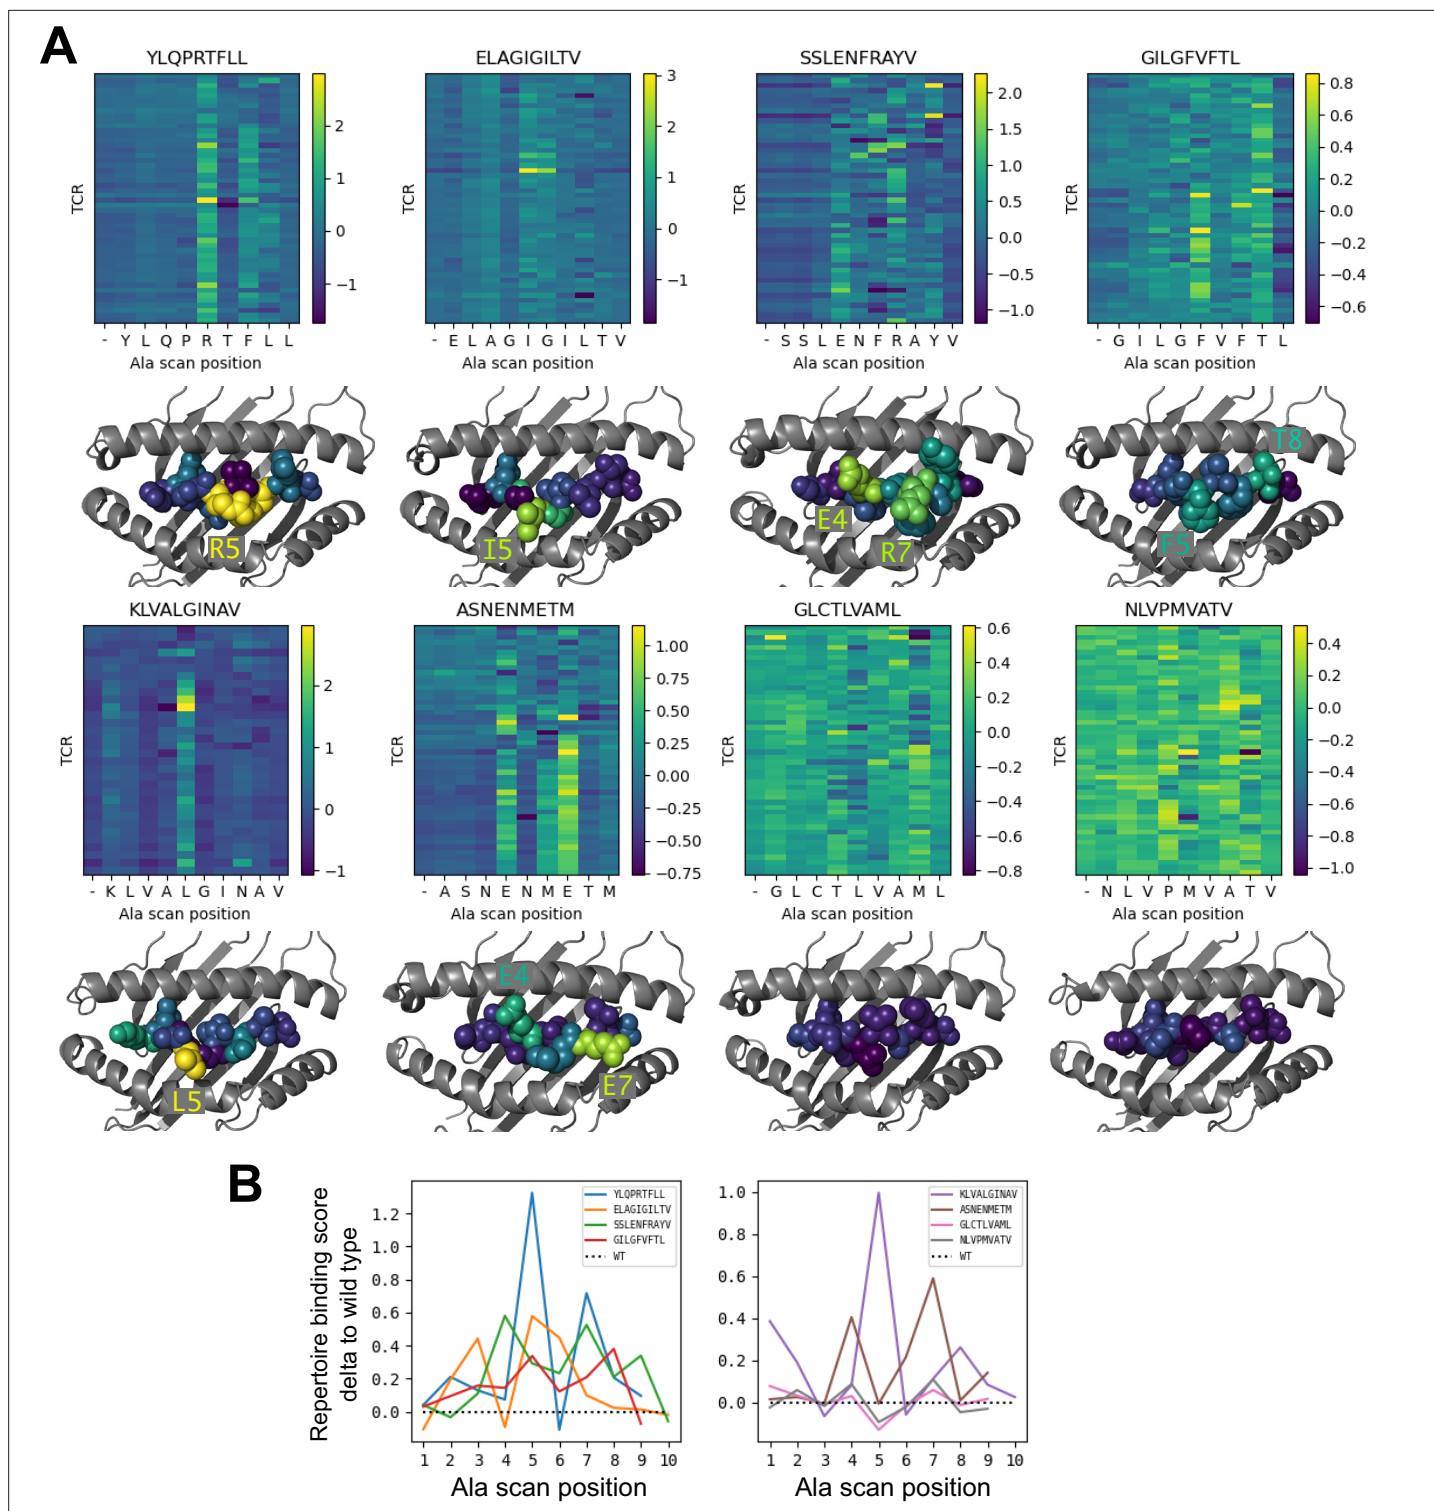 A
YLQPRTFLL
ELAGIGILTV
SSLENFRAYV
GILGFVFTL
TCR
2
1
0
−1
- Y L Q P R T F L L
Ala scan position
TCR
3
2
1
0
−1
- E L A G I G I L T V
Ala scan position
TCR
2.0
1.5
1.0
0.5
0.0
−0.5
−1.0
- S S L E N F R A Y V
Ala scan position
TCR
0.8
0.6
0.4
0.2
0.0
−0.2
−0.4
−0.6
- G I L G F V F T L
Ala scan position
R5
I5
E4
R7
T8
F5
KLVALGINAV
ASNENMETM
GLCTLVAML
NLVPMVATV
TCR
2
1
0
−1
- K L V A L G I N A V
Ala scan position
TCR
1.00
0.75
0.50
0.25
0.00
−0.25
−0.50
−0.75
- A S N E N M E T M
Ala scan position
TCR
0.6
0.4
0.2
0.0
−0.2
−0.4
−0.6
−0.8
- G L C T L V A M L
Ala scan position
TCR
0.4
0.2
0.0
−0.2
−0.4
−0.6
−0.8
−1.0
- N L V P M V A T V
Ala scan position
L5
E4
E7
B
Repertoire binding score
delta to wild type
1.2
1.0
0.8
0.6
0.4
0.2
0.0
YLQPRTFLL
ELAGIGILTV
SSLENFRAYV
GILGFVFTL
WT
1 2 3 4 5 6 7 8 9 10
Ala scan position
1.0
0.8
0.6
0.4
0.2
0.0
KLVALGINAV
ASNENMETM
GLCTLVAML
NLVPMVATV
WT
1 2 3 4 5 6 7 8 9 10
Ala scan position